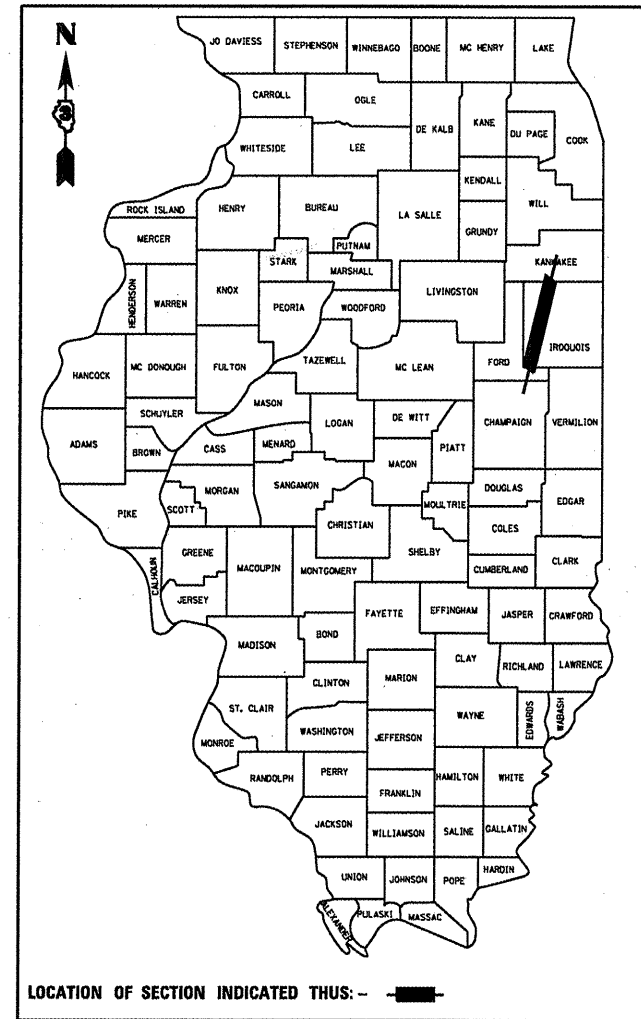 JO DAVIESS STEPHENSON WINNEBAGO BOONE MC HENRY LAKE
N
CARROLL OGLE
DE KALB KANE DU PAGE COOK
WHITESIDE LEE
KENDALL
ROCK ISLAND HENRY BUREAU LA SALLE WILL
MERCER PUTNAM GRUNDY
STARK MARSHALL KANKAKEE
HENDERSON WARREN KNOX PEORIA WOODFORD LIVINGSTON
IROQUOIS
FORD
HANCOCK MC DONOUGH FULTON TAZEWELL MC LEAN
SCHUYLER MASON LOGAN DE WITT CHAMPAIGN VERMILION
ADAMS BROWN CASS MENARD MACON PIATT
MORGAN SANGAMON DOUGLAS EDGAR
PIKE SCOTT CHRISTIAN MOULTRIE COLES
GREENE SHELBY
CALHOUN MACOUPIN MONTGOMERY CUMBERLAND CLARK
JERSEY
FAYETTE EFFINGHAM JASPER CRAWFORD
MADISON BOND
CLAY RICHLAND LAWRENCE
CLINTON MARION
ST. CLAIR WAYNE EDWARDS WABASH
WASHINGTON JEFFERSON
MONROE
RANDOLPH PERRY HAMILTON WHITE
FRANKLIN
JACKSON WILLIAMSON SALINE GALLATIN
UNION JOHNSON POPE HARDIN
ALEXANDER PULASKI MASSAC
LOCATION OF SECTION INDICATED THUS: -